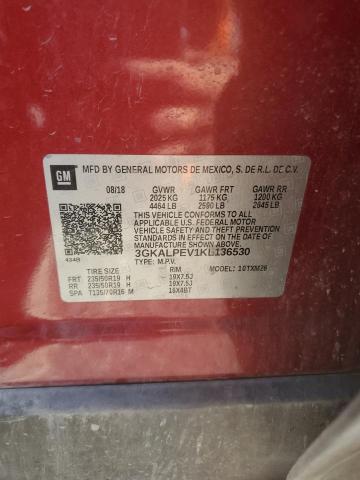 GM MFD BY GENERAL MOTORS DE MEXICO, S. DE R.L. DE C.V.
08/18 GVWR GAWR FRT GAWR RR
2025 KG 1175 KG 1200 KG
4464 LB 2590 LB 2645 LB
THIS VEHICLE CONFORMS TO ALL APPLICABLE
U.S. FEDERAL MOTOR VEHICLE SAFETY AND THEFT PREVENTION
STANDARDS IN EFFECT ON THE DATE OF
MANUFACTURE SHOWN ABOVE.
3GKALPEV1KL136530
TYPE: M.P.V. MODEL: 10TXM26
434B
TIRE SIZE RIM
FRT 235/50R19 H 19X7.5J
RR 235/50R19 H 19X7.5J
SPA T135/70R16 M 16X4BT